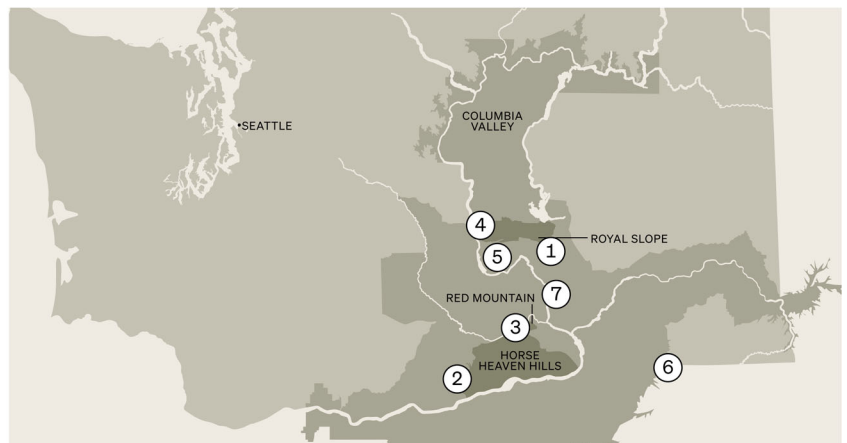 •SEATTLE
COLUMBIA
VALLEY
4
ROYAL SLOPE
1
5
7
RED MOUNTAIN
3
HORSE
HEAVEN HILLS
6
2